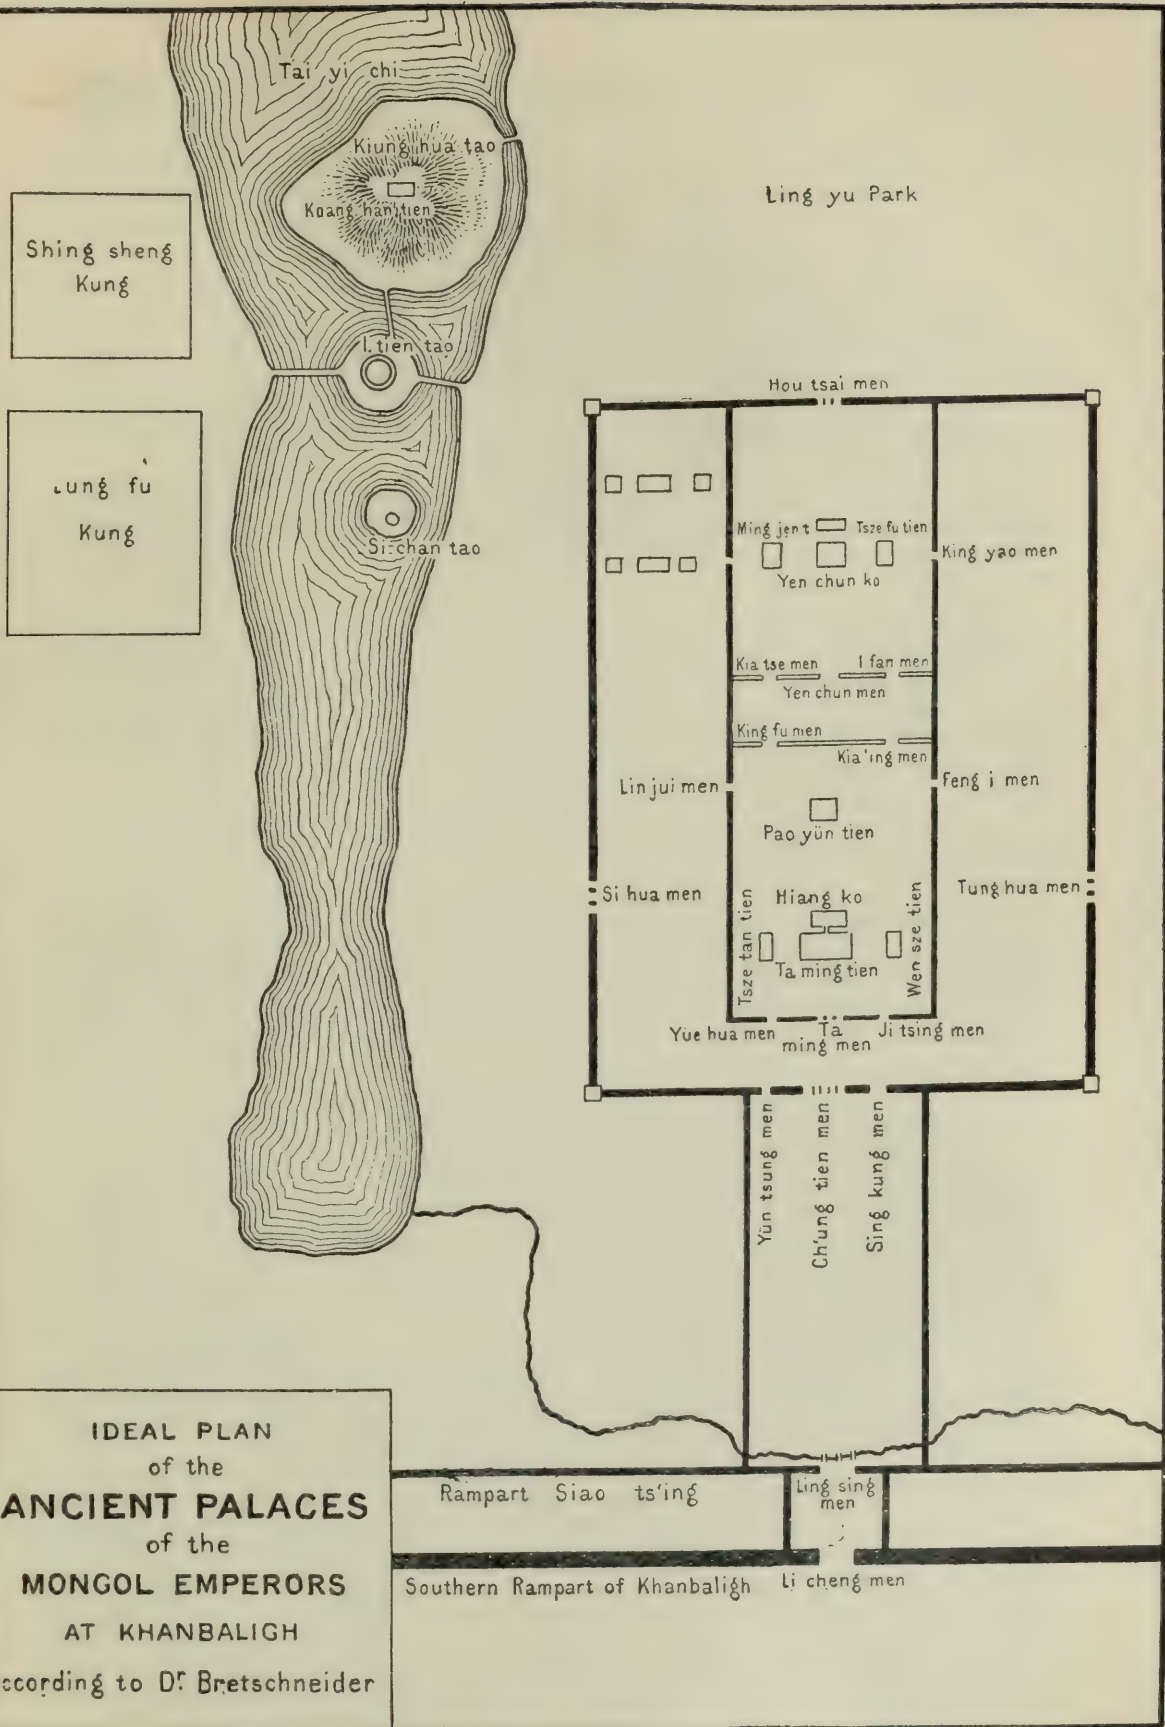 Tai yi chi
Kiung hua tao
Koang han tien
Ling yu Park
Shing sheng
Kung
I. tien tao
Hou tsai men
ung fu
Kung
Si-chan tao
Ming jen t
Tsze fu tien
King yao men
Yen chun ko
Kia tse men
I fan men
Yen chun men
King fu men
Kia'ing men
Lin jui men
Feng i men
Pao yün tien
Si hua men
Tung hua men
Hiang ko
Tsze tan tien
Wen sze tien
Ta ming tien
Yüe hua men
Ta
ming men
Ji tsing men
Yün tsung men
Ch'ung tien men
Sing kung men
IDEAL PLAN
of the
ANCIENT PALACES
of the
MONGOL EMPERORS
AT KHANBALIGH
ccording to Dr. Bretschneider
Rampart Siao ts'ing
Ling sing
men
Southern Rampart of Khanbaligh
Li cheng men